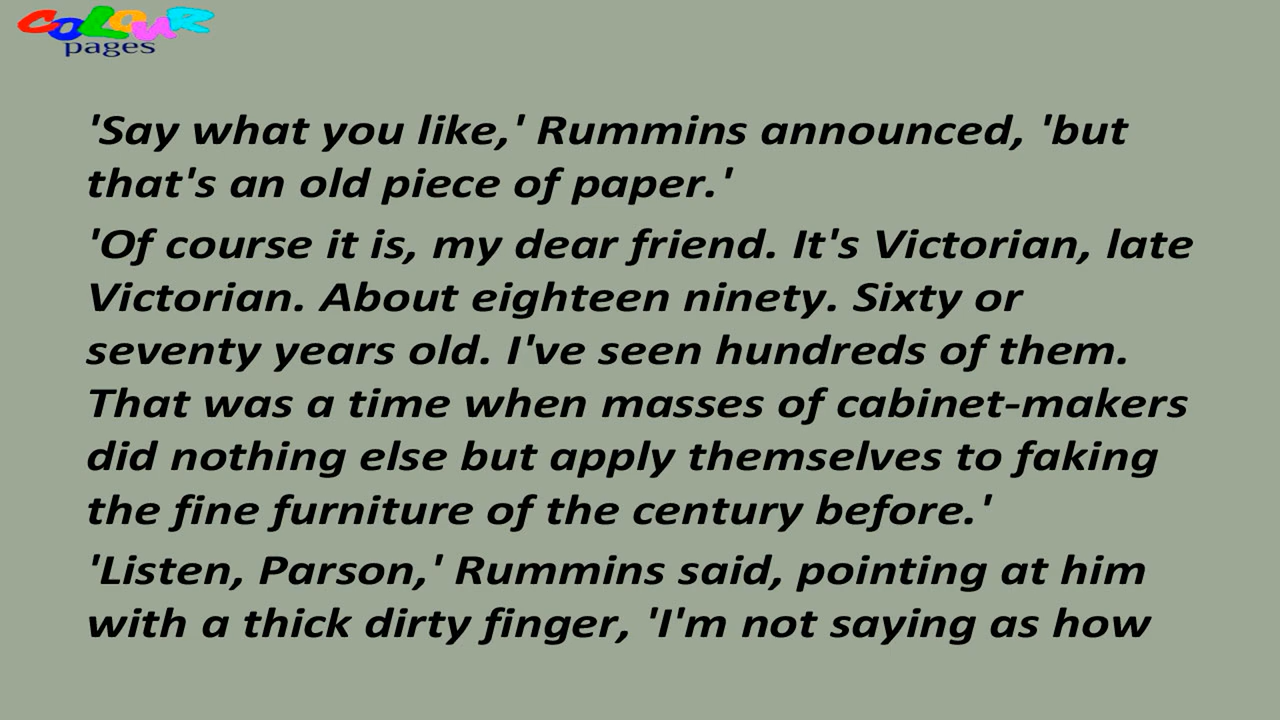 COLOUR
pages
'Say what you like,' Rummins announced, 'but
that's an old piece of paper.'
'Of course it is, my dear friend. It's Victorian, late
Victorian. About eighteen ninety. Sixty or
seventy years old. I've seen hundreds of them.
That was a time when masses of cabinet-makers
did nothing else but apply themselves to faking
the fine furniture of the century before.'
'Listen, Parson,' Rummins said, pointing at him
with a thick dirty finger, 'I'm not saying as how